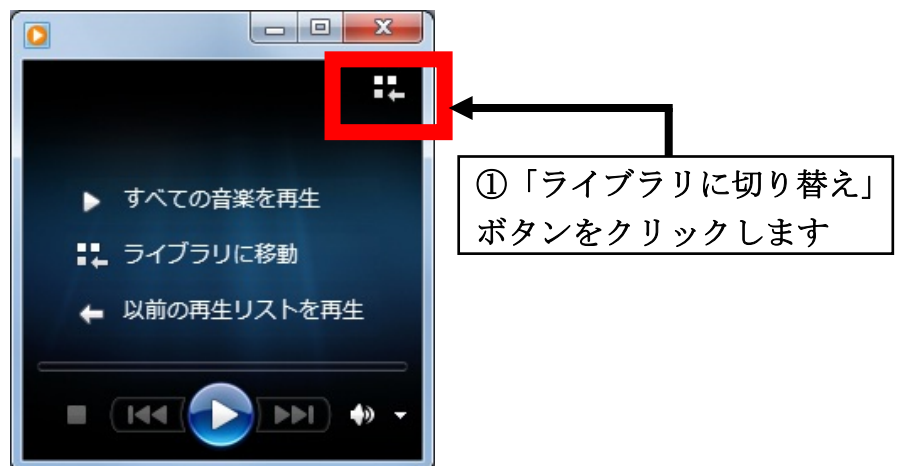 すべての音楽を再生
ライブラリに移動
以前の再生リストを再生
①「ライブラリに切り替え」
ボタンをクリックします